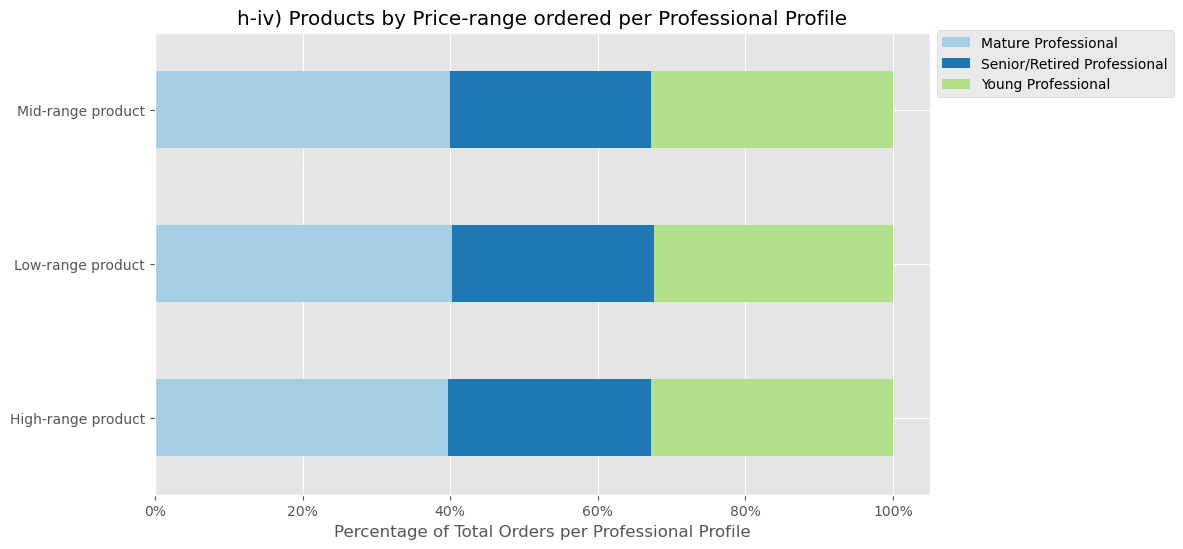 h-iv) Products by Price-range ordered per Professional Profile
Mature Professional
Senior/Retired Professional
Young Professional
Mid-range product
Low-range product
High-range product
0%
20%
40%
60%
80%
100%
Percentage of Total Orders per Professional Profile